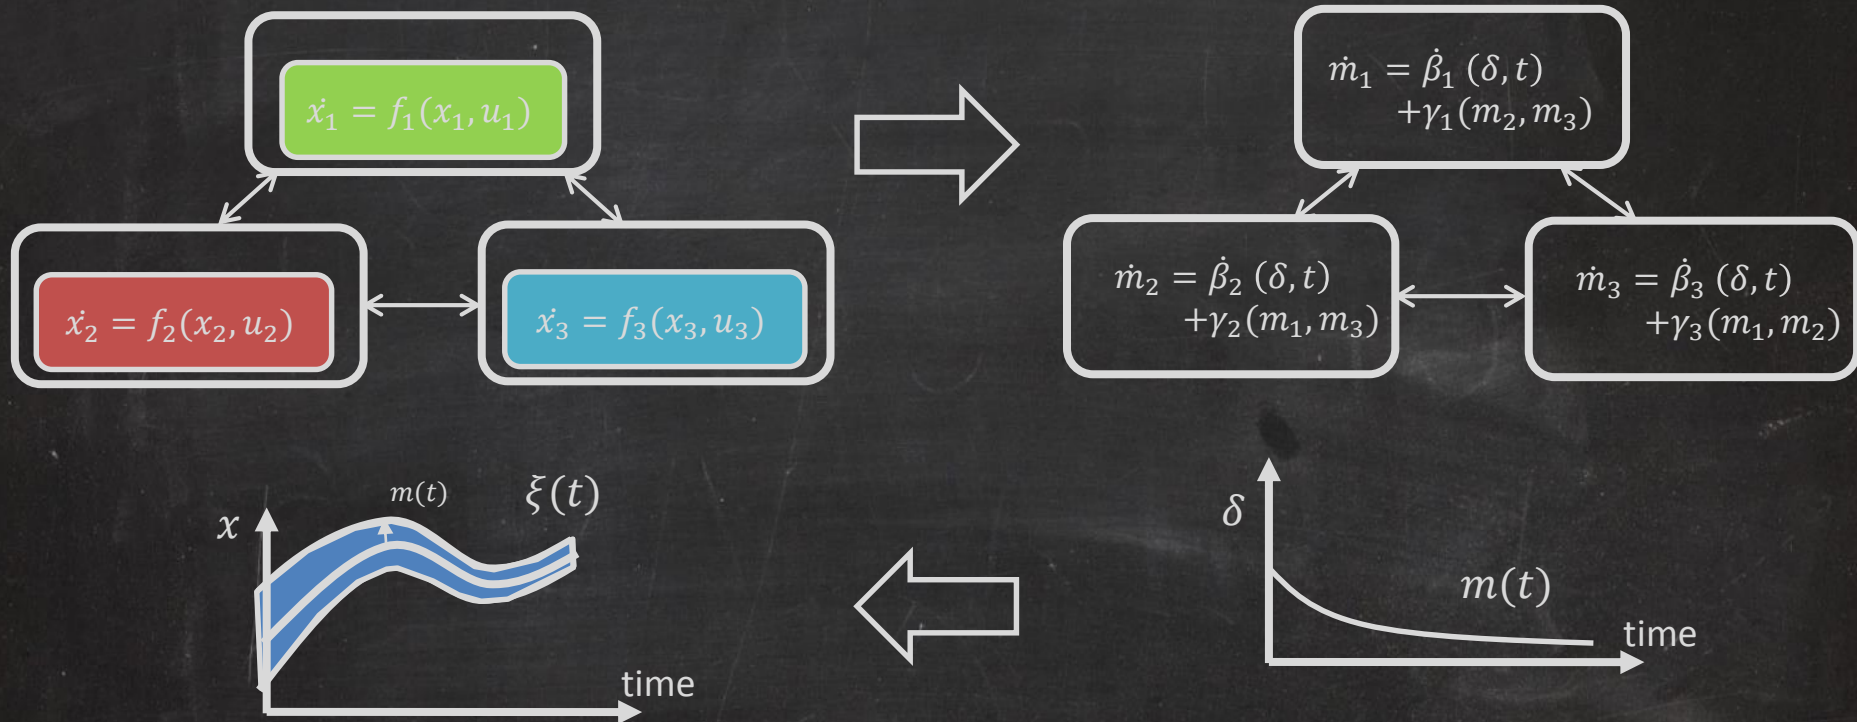 ẋ₁ = f₁(x₁, u₁)
ẋ₂ = f₂(x₂, u₂)
ẋ₃ = f₃(x₃, u₃)
ṁ₁ = β̇₁ (δ, t)
+γ₁(m₂, m₃)
ṁ₂ = β̇₂ (δ, t)
+γ₂(m₁, m₃)
ṁ₃ = β̇₃ (δ, t)
+γ₃(m₁, m₂)
x
m(t)
ξ(t)
time
δ
m(t)
time